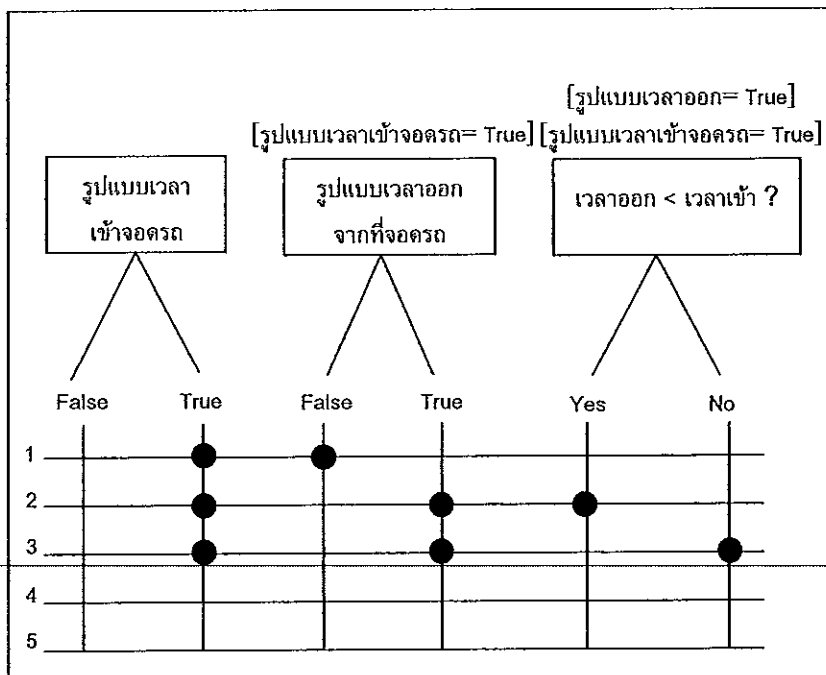 [รูปแบบเวลาออก= True]
[รูปแบบเวลาเข้าจอดรถ= True] [รูปแบบเวลาเข้าจอดรถ= True]
รูปแบบเวลา
เข้าจอดรถ
รูปแบบเวลาออก
จากที่จอดรถ
เวลาออก < เวลาเข้า ?
False True False True Yes No
1
2
3
4
5